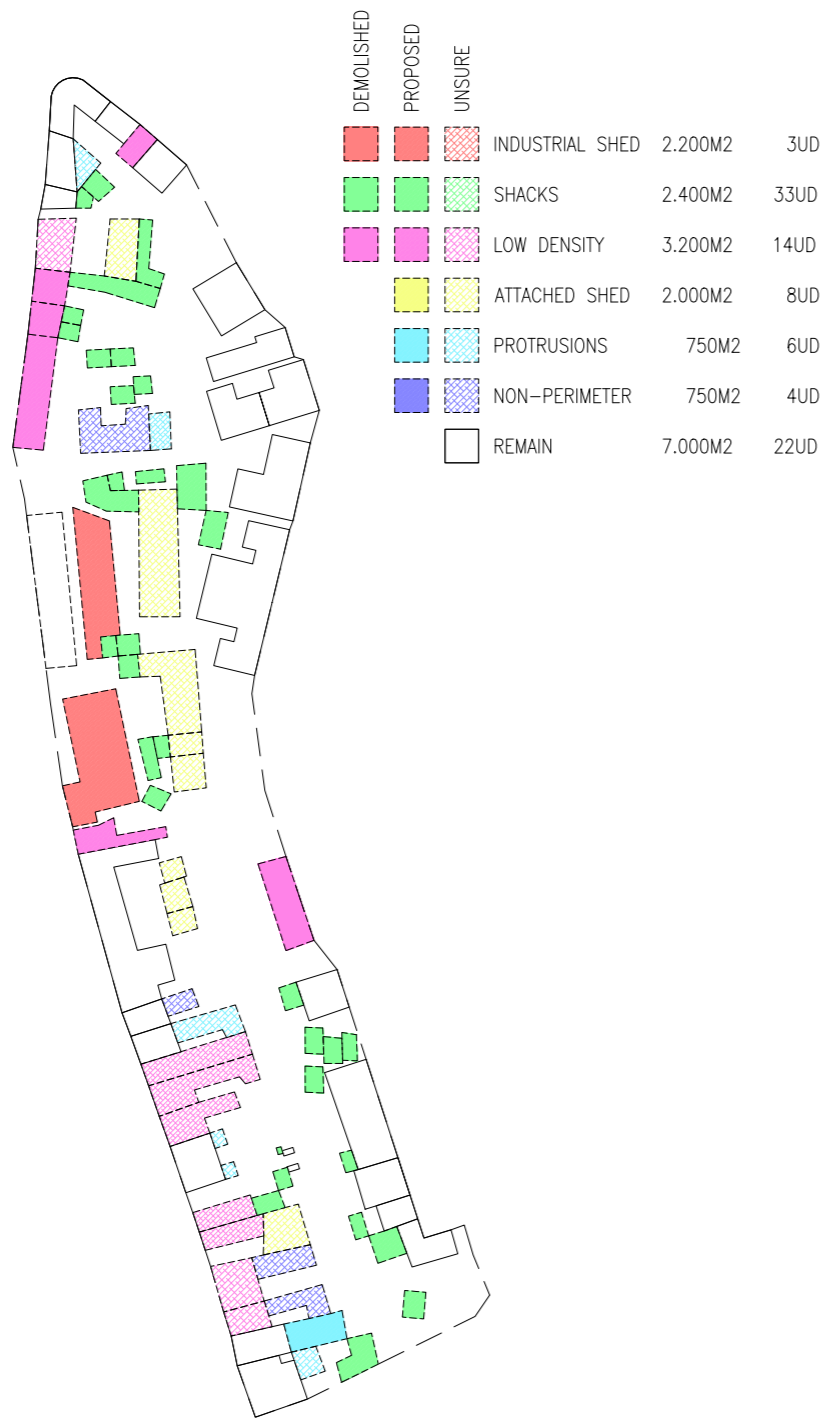 DEMOLISHED
PROPOSED
UNSURE
INDUSTRIAL SHED 2.200M2 3UD
SHACKS 2.400M2 33UD
LOW DENSITY 3.200M2 14UD
ATTACHED SHED 2.000M2 8UD
PROTRUSIONS 750M2 6UD
NON-PERIMETER 750M2 4UD
REMAIN 7.000M2 22UD